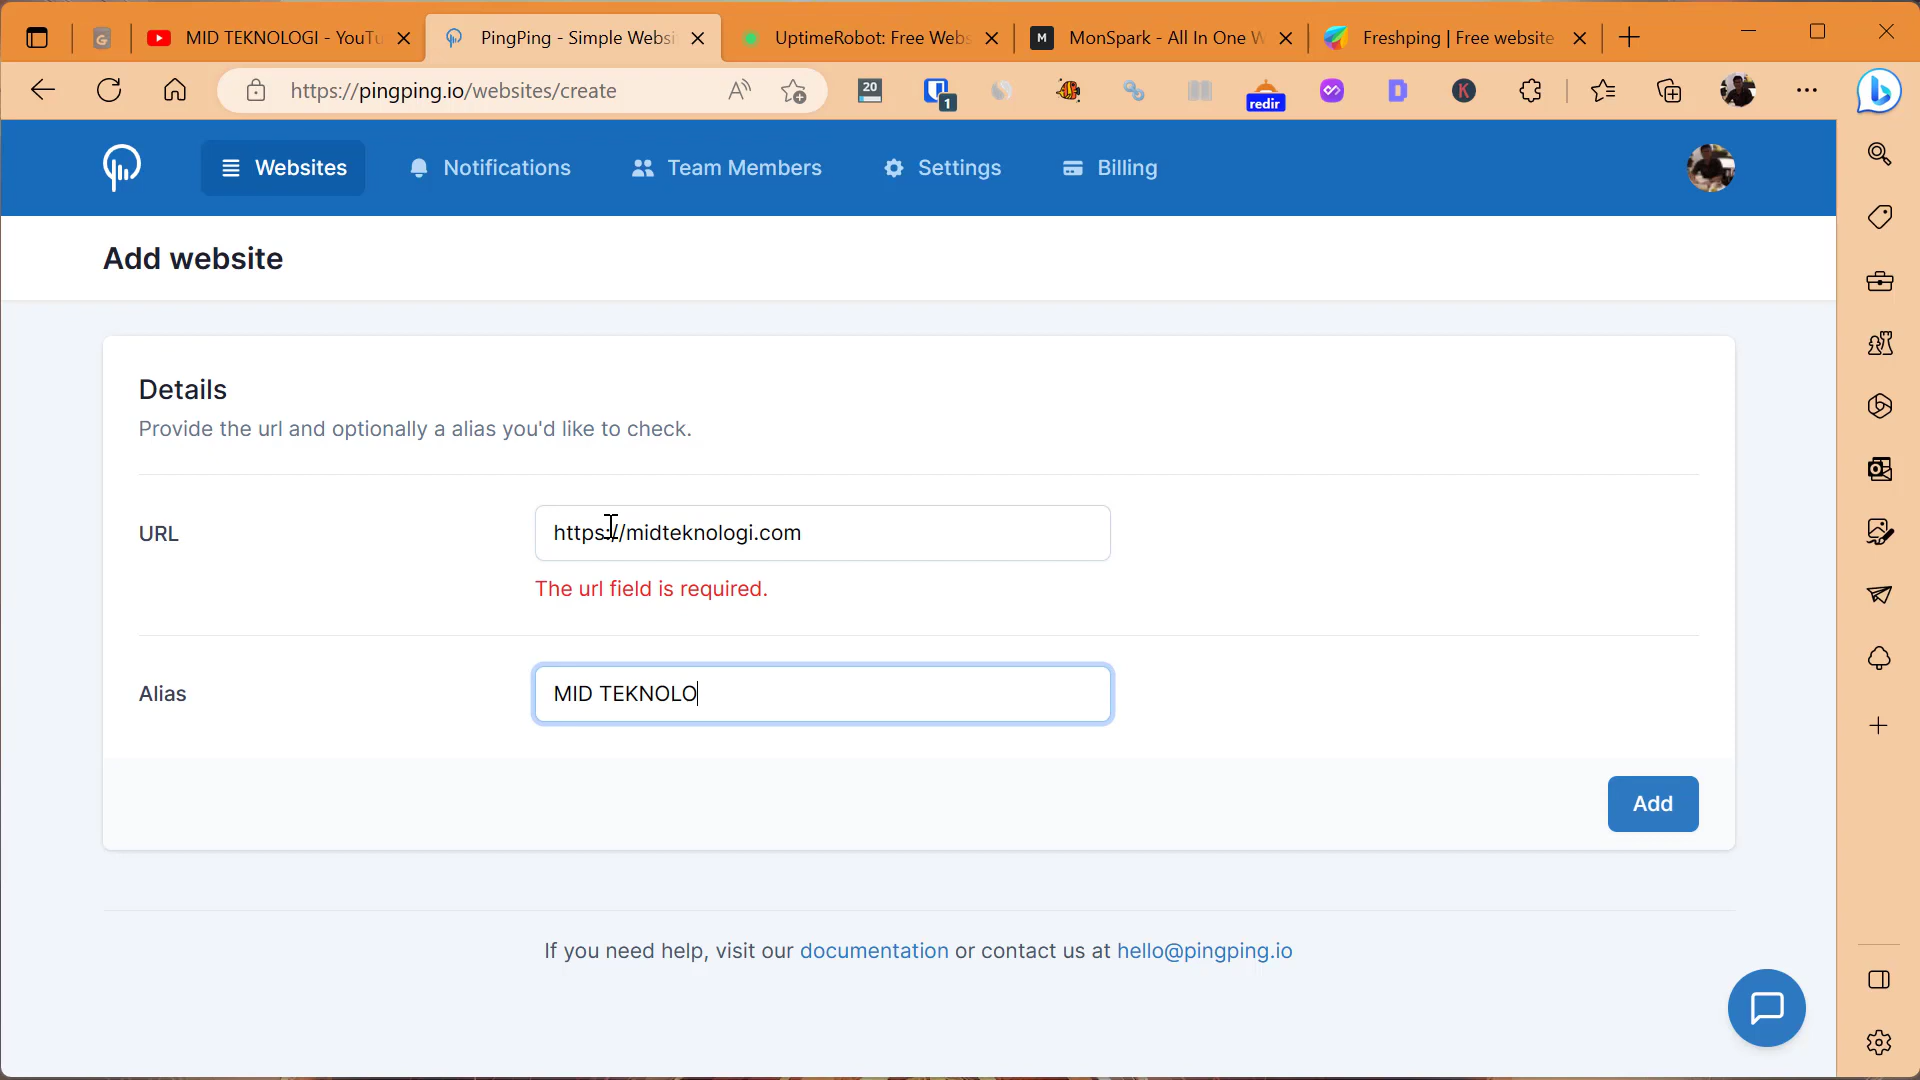 MID TEKNOLOGI - YouTu
PingPing - Simple Websi
UptimeRobot: Free Webs
M
MonSpark - All In One W
Freshping | Free website
https://pingping.io/websites/create
20
1
redir
K
Websites
Notifications
Team Members
Settings
Billing
Add website
Details
Provide the url and optionally a alias you'd like to check.
URL
https://midteknologi.com
The url field is required.
Alias
MID TEKNOLO
Add
If you need help, visit our documentation or contact us at hello@pingping.io